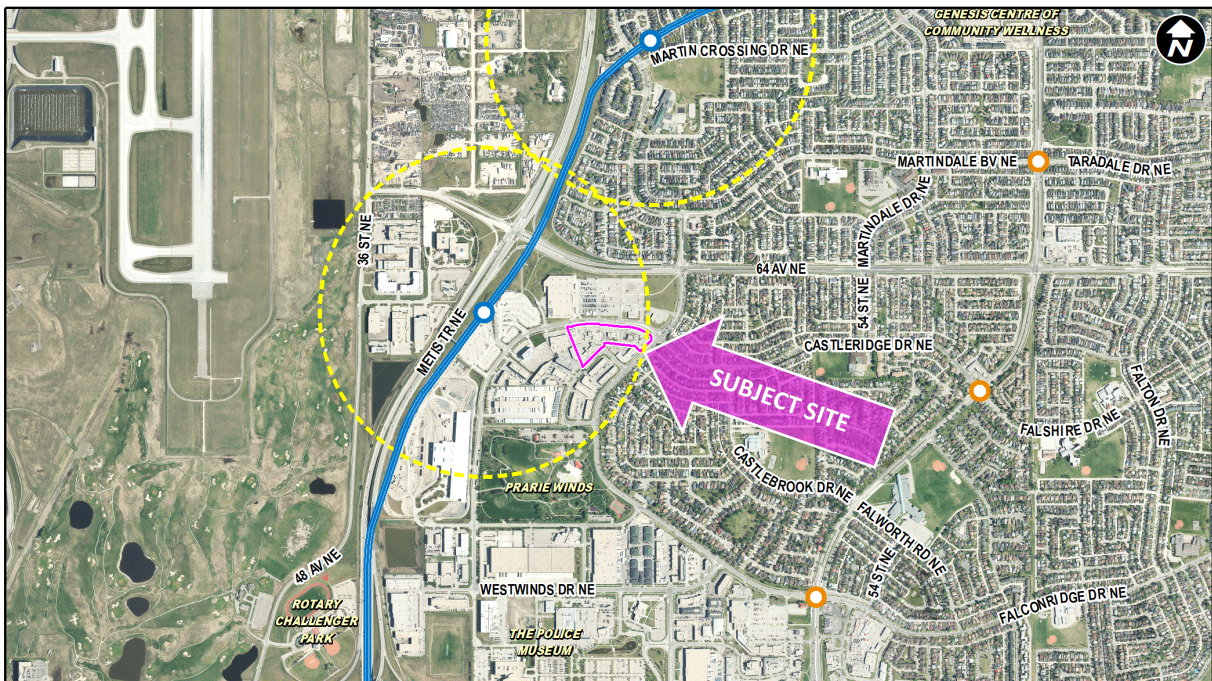 GENESIS CENTRE OF
COMMUNITY WELLNESS
N
MARTIN CROSSING DR NE
MARTINDALE BV NE
TARADALE DR NE
MARTINDALE DR NE
36 ST NE
64 AV NE
METIS TR NE
54 ST NE
CASTLERIDGE DR NE
SUBJECT SITE
FALTON DR NE
FALSHIRE DR NE
CASTLEBROOK DR NE
PRARIE WINDS
FALWORTH RD NE
48 AV NE
WESTWINDS DR NE
54 ST NE
FALCONRIDGE DR NE
ROTARY
CHALLENGER
PARK
THE POLICE
MUSEUM